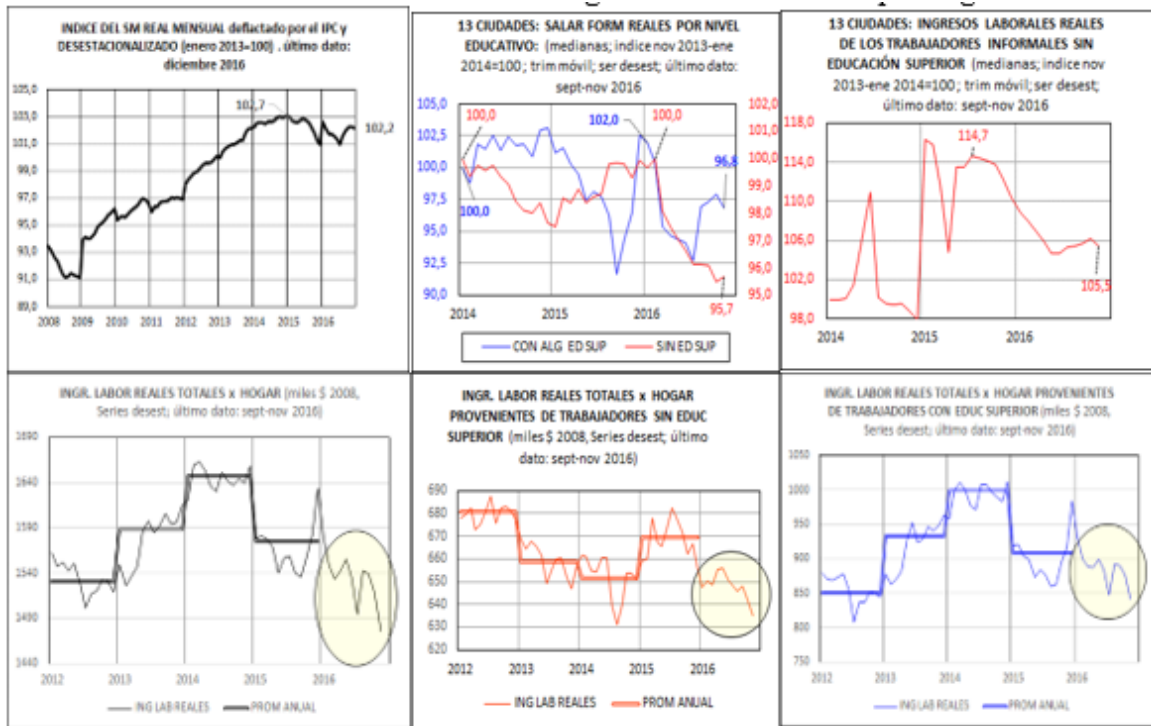 INDICE DEL SM REAL MENSUAL deflactado por el IPC y
DESESTACIONALIZADO (enero 2013=100) . último dato:
diciembre 2016
105,0
101,0
97,0
93,0
91,0
89,0
102,7
102,2
2008 2009 2010 2011 2012 2013 2014 2015 2016
13 CIUDADES: SALAR FORM REALES POR NIVEL
EDUCATIVO: (medianas; indice nov 2013-ene
2014=100 ; trim móvil; ser desest; último dato:
sept-nov 2016
105,0
102,5
100,0
97,5
95,0
92,5
90,0
102,0
101,0
100,0
99,0
98,0
97,0
96,0
95,0
100,0
102,0
100,0
96,8
100,0
95,7
2014 2015 2016
CON ALG ED SUP SIN ED SUP
13 CIUDADES: INGRESOS LABORALES REALES
DE LOS TRABAJADORES INFORMALES SIN
EDUCACIÓN SUPERIOR (medianas; indice nov
2013-ene 2014=100 ; trim móvil; ser desest;
último dato: sept-nov 2016
118,0
114,0
110,0
106,0
102,0
98,0
114,7
105,5
2014 2015 2016
INGR. LABOR REALES TOTALES x HOGAR (miles $ 2008,
Series desest; último dato: sept-nov 2016)
1690
1640
1590
1540
1490
1440
2012 2013 2014 2015 2016
ING LAB REALES PROM ANUAL
INGR. LABOR REALES TOTALES x HOGAR
PROVENIENTES DE TRABAJADORES SIN EDUC
SUPERIOR (miles $ 2008, Series desest; último
dato: sept-nov 2016)
690
680
670
660
650
640
630
620
2012 2013 2014 2015 2016
ING LAB REALES PROM ANUAL
INGR. LABOR REALES TOTALES x HOGAR PROVENIENTES
DE TRABAJADORES CON EDUC SUPERIOR (miles $ 2008,
Series desest; último dato: sept-nov 2016)
1050
1000
950
900
850
800
750
2012 2013 2014 2015 2016
ING LAB REALES PROM ANUAL